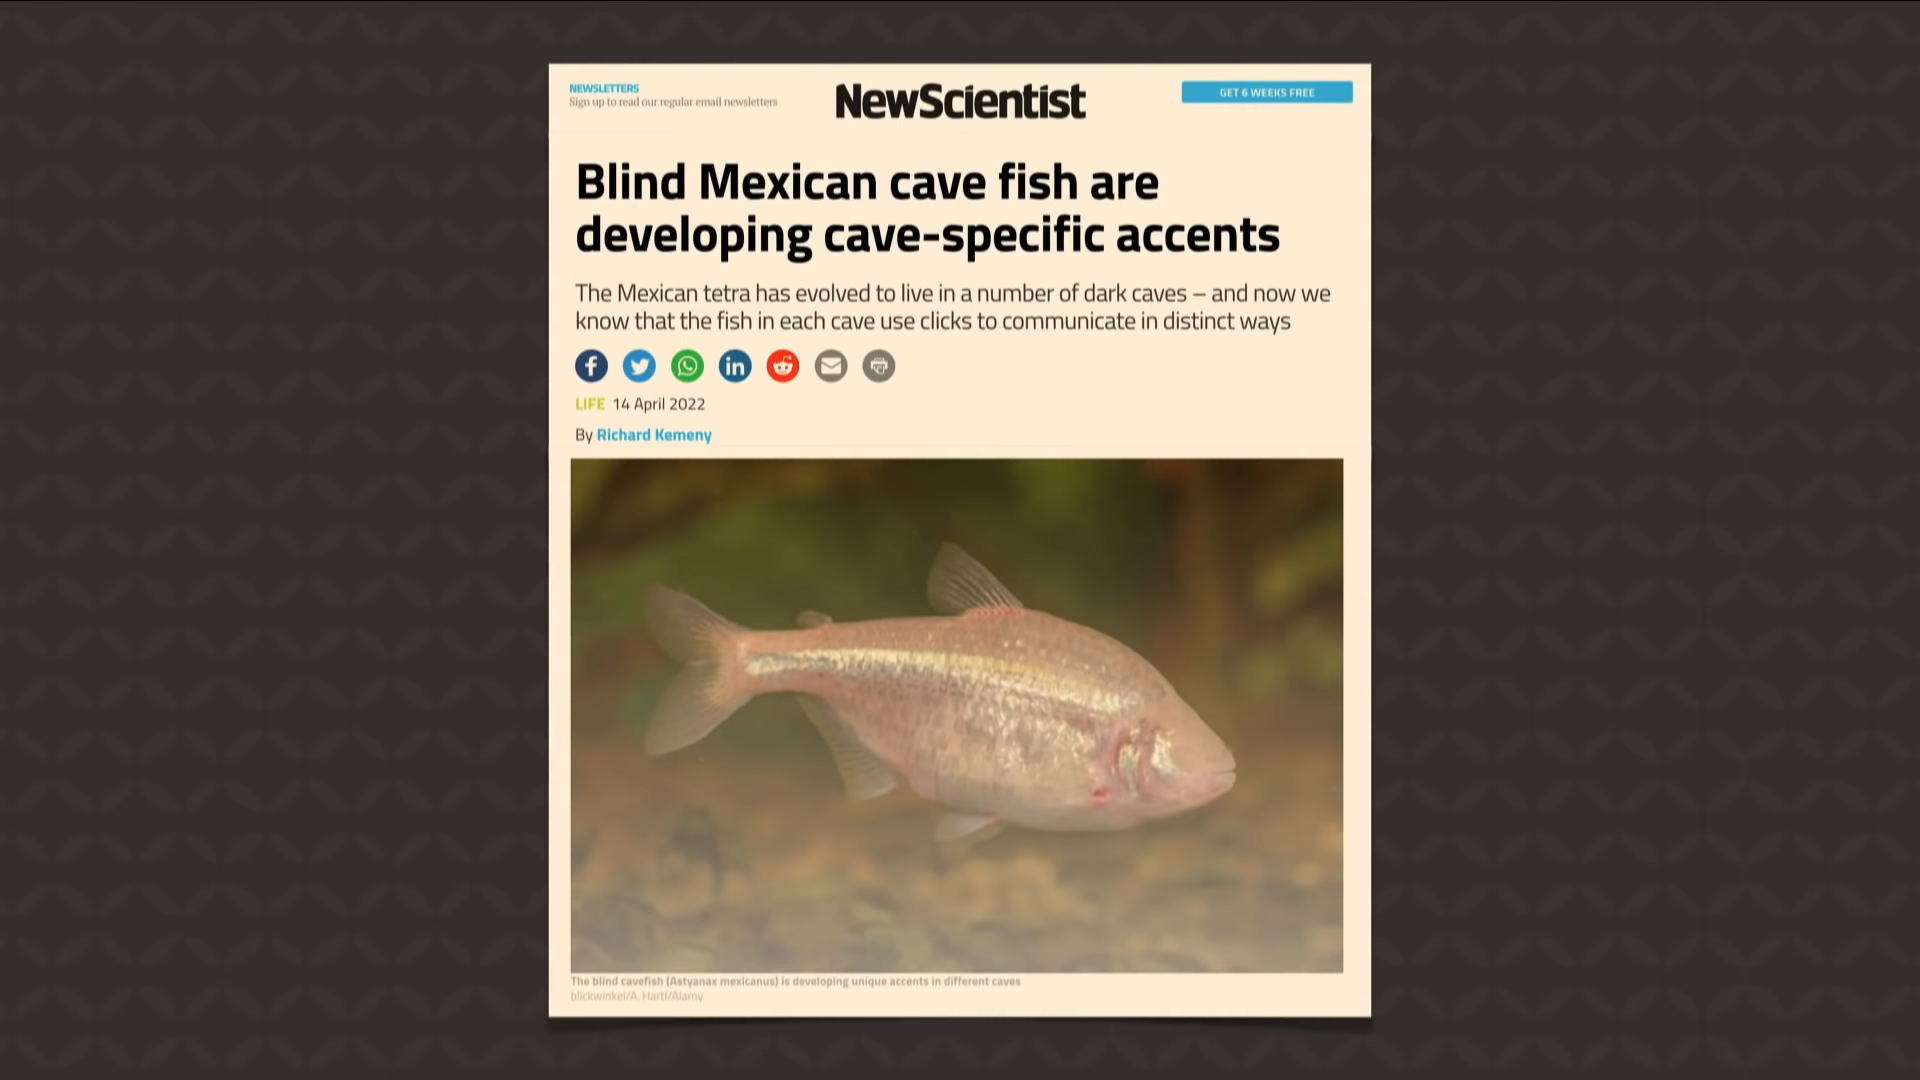 NEWSLETTERS
Sign up to read our regular email newsletters
NewScientist
GET 6 WEEKS FREE
Blind Mexican cave fish are
developing cave-specific accents
The Mexican tetra has evolved to live in a number of dark caves – and now we
know that the fish in each cave use clicks to communicate in distinct ways
LIFE 14 April 2022
By Richard Kemeny
The blind cavefish (Astyanax mexicanus) is developing unique accents in different caves
blickwinkel/A. Hartl/Alamy